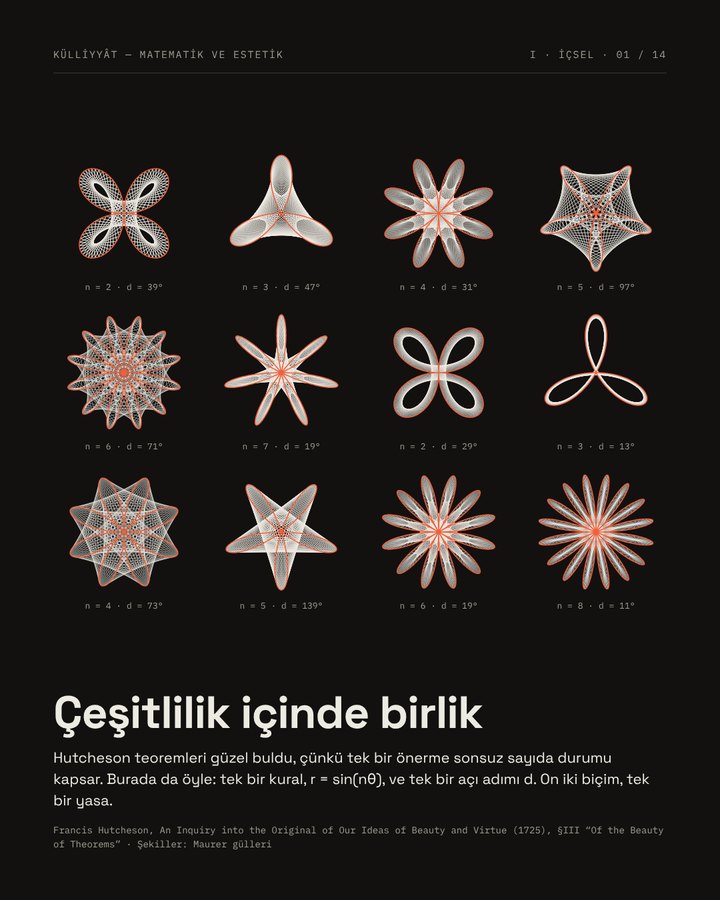 KÜLLİYYÂT — MATEMATİK VE ESTETİK
I · İÇSEL · 01 / 14
n = 2 · d = 39°
n = 3 · d = 47°
n = 4 · d = 31°
n = 5 · d = 97°
n = 6 · d = 71°
n = 7 · d = 19°
n = 2 · d = 29°
n = 3 · d = 13°
n = 4 · d = 73°
n = 5 · d = 139°
n = 6 · d = 19°
n = 8 · d = 11°
Çeşitlilik içinde birlik
Hutcheson teoremleri güzel buldu, çünkü tek bir önerme sonsuz sayıda durumu
kapsar. Burada da öyle: tek bir kural, r = sin(nθ), ve tek bir açı adımı d. On iki biçim, tek
bir yasa.
Francis Hutcheson, An Inquiry into the Original of Our Ideas of Beauty and Virtue (1725), §III “Of the Beauty
of Theorems” · Şekiller: Maurer gülleri